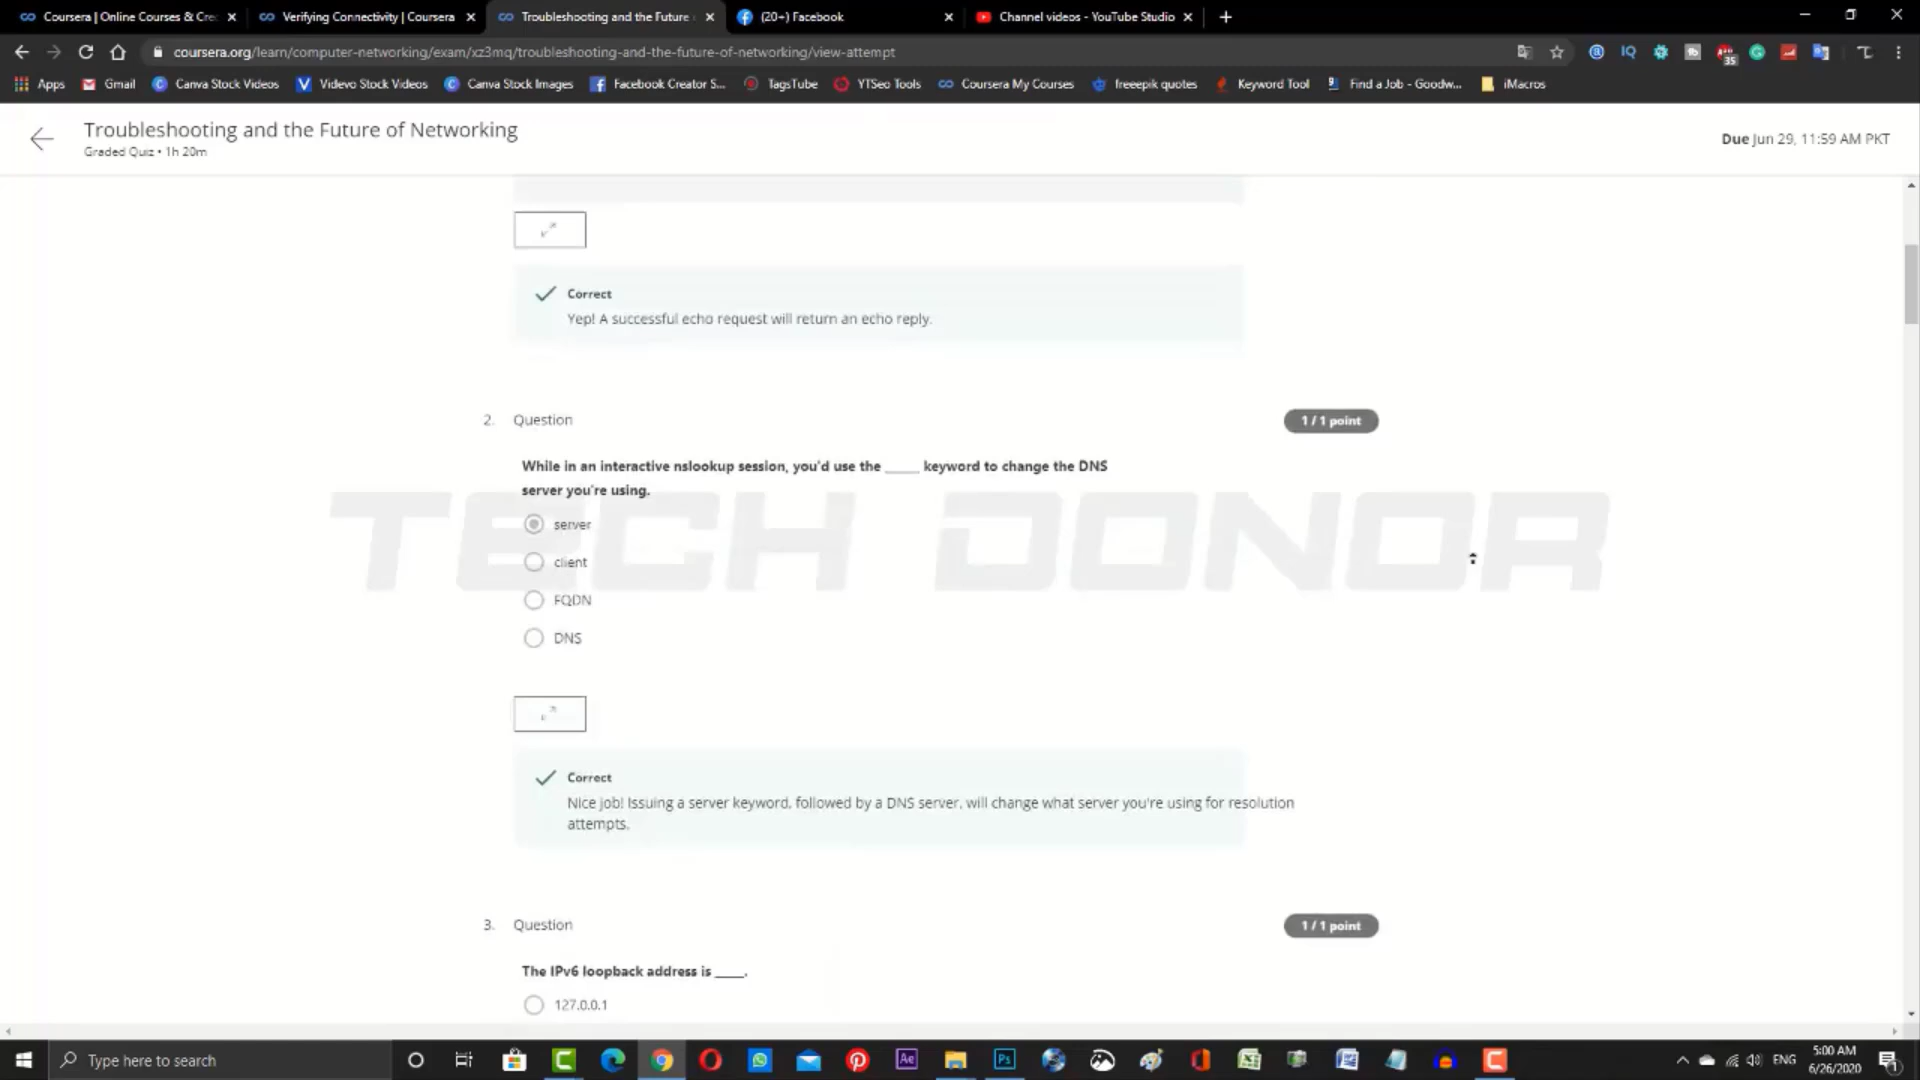 Coursera | Online Courses & Cre
Verifying Connectivity | Coursera
Troubleshooting and the Future
(20+) Facebook
Channel videos - YouTube Studio
coursera.org/learn/computer-networking/exam/xz3mq/troubleshooting-and-the-future-of-networking/view-attempt
IQ
35
Apps
Gmail
Canva Stock Videos
Videvo Stock Videos
Canva Stock Images
Facebook Creator S...
TagsTube
YTSeo Tools
Coursera My Courses
freeepik quotes
Keyword Tool
Find a Job - Goodw...
iMacros
Troubleshooting and the Future of Networking
Graded Quiz • 1h 20m
Due Jun 29, 11:59 AM PKT
Correct
Yep! A successful echo request will return an echo reply.
2. Question
1 / 1 point
While in an interactive nslookup session, you'd use the _____ keyword to change the DNS
server you're using.
TECH DONOR
server
client
FQDN
DNS
Correct
Nice job! Issuing a server keyword, followed by a DNS server, will change what server you're using for resolution
attempts.
3. Question
1 / 1 point
The IPv6 loopback address is ____.
127.0.0.1
Type here to search
Ae
Ps
ENG
5:00 AM
6/26/2020
1